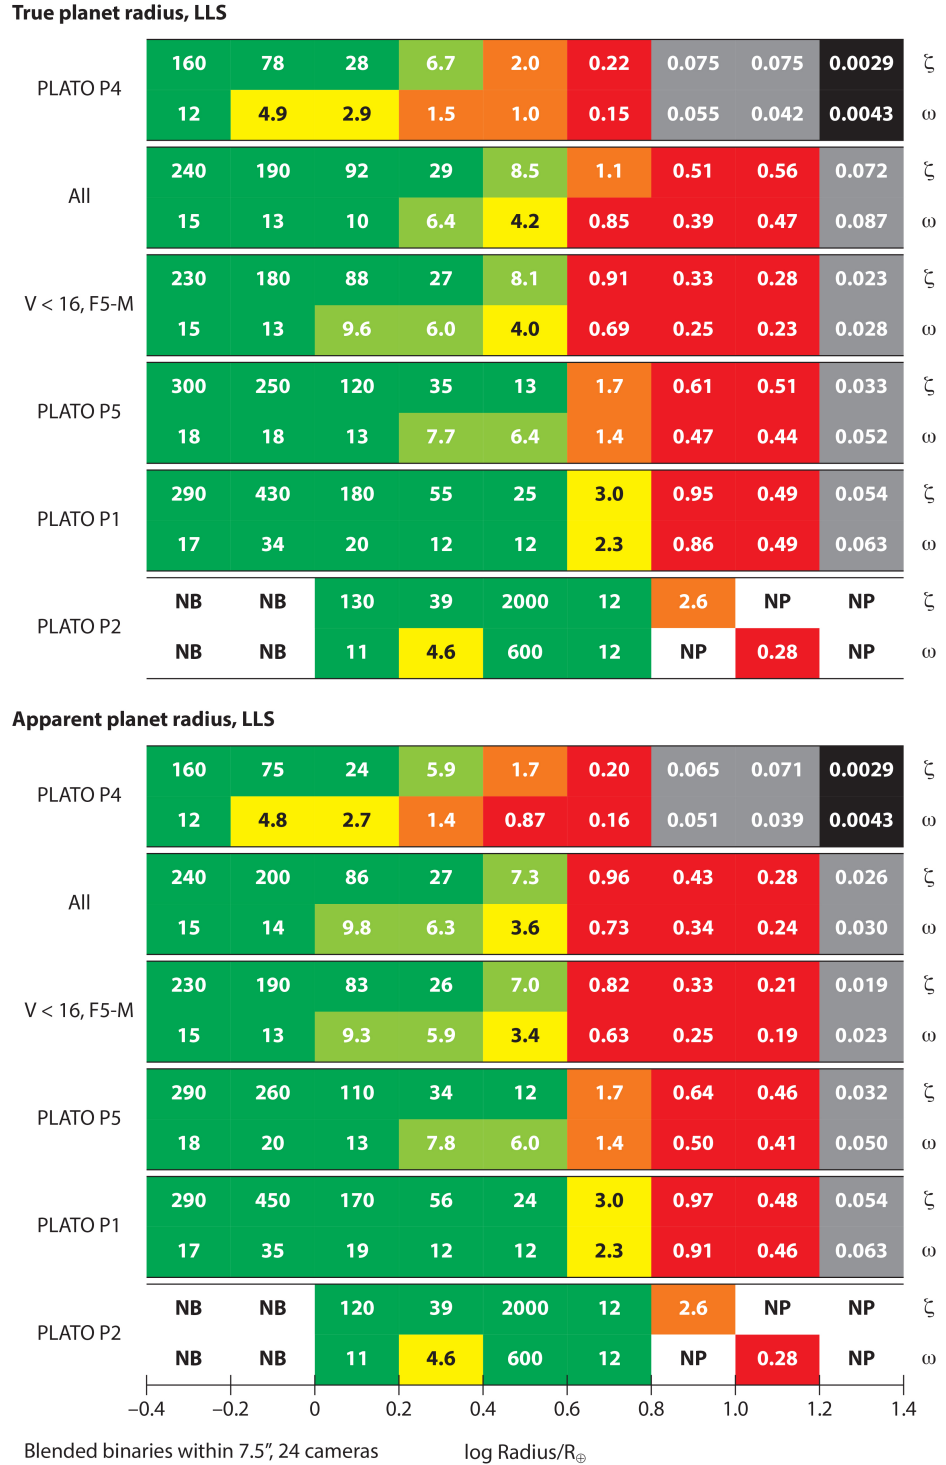 True planet radius, LLS
160 78 28 6.7 2.0 0.22 0.075 0.075 0.0029 ζ
PLATO P4
12 4.9 2.9 1.5 1.0 0.15 0.055 0.042 0.0043 ω
240 190 92 29 8.5 1.1 0.51 0.56 0.072 ζ
All
15 13 10 6.4 4.2 0.85 0.39 0.47 0.087 ω
230 180 88 27 8.1 0.91 0.33 0.28 0.023 ζ
V < 16, F5-M
15 13 9.6 6.0 4.0 0.69 0.25 0.23 0.028 ω
300 250 120 35 13 1.7 0.61 0.51 0.033 ζ
PLATO P5
18 18 13 7.7 6.4 1.4 0.47 0.44 0.052 ω
290 430 180 55 25 3.0 0.95 0.49 0.054 ζ
PLATO P1
17 34 20 12 12 2.3 0.86 0.49 0.063 ω
NB NB 130 39 2000 12 2.6 NP NP ζ
PLATO P2
NB NB 11 4.6 600 12 NP 0.28 NP ω
Apparent planet radius, LLS
160 75 24 5.9 1.7 0.20 0.065 0.071 0.0029 ζ
PLATO P4
12 4.8 2.7 1.4 0.87 0.16 0.051 0.039 0.0043 ω
240 200 86 27 7.3 0.96 0.43 0.28 0.026 ζ
All
15 14 9.8 6.3 3.6 0.73 0.34 0.24 0.030 ω
230 190 83 26 7.0 0.82 0.33 0.21 0.019 ζ
V < 16, F5-M
15 13 9.3 5.9 3.4 0.63 0.25 0.19 0.023 ω
290 260 110 34 12 1.7 0.64 0.46 0.032 ζ
PLATO P5
18 20 13 7.8 6.0 1.4 0.50 0.41 0.050 ω
290 450 170 56 24 3.0 0.97 0.48 0.054 ζ
PLATO P1
17 35 19 12 12 2.3 0.91 0.46 0.063 ω
NB NB 120 39 2000 12 2.6 NP NP ζ
PLATO P2
NB NB 11 4.6 600 12 NP 0.28 NP ω
−0.4 −0.2 0 0.2 0.4 0.6 0.8 1.0 1.2 1.4
Blended binaries within 7.5″, 24 cameras log Radius/R⊕